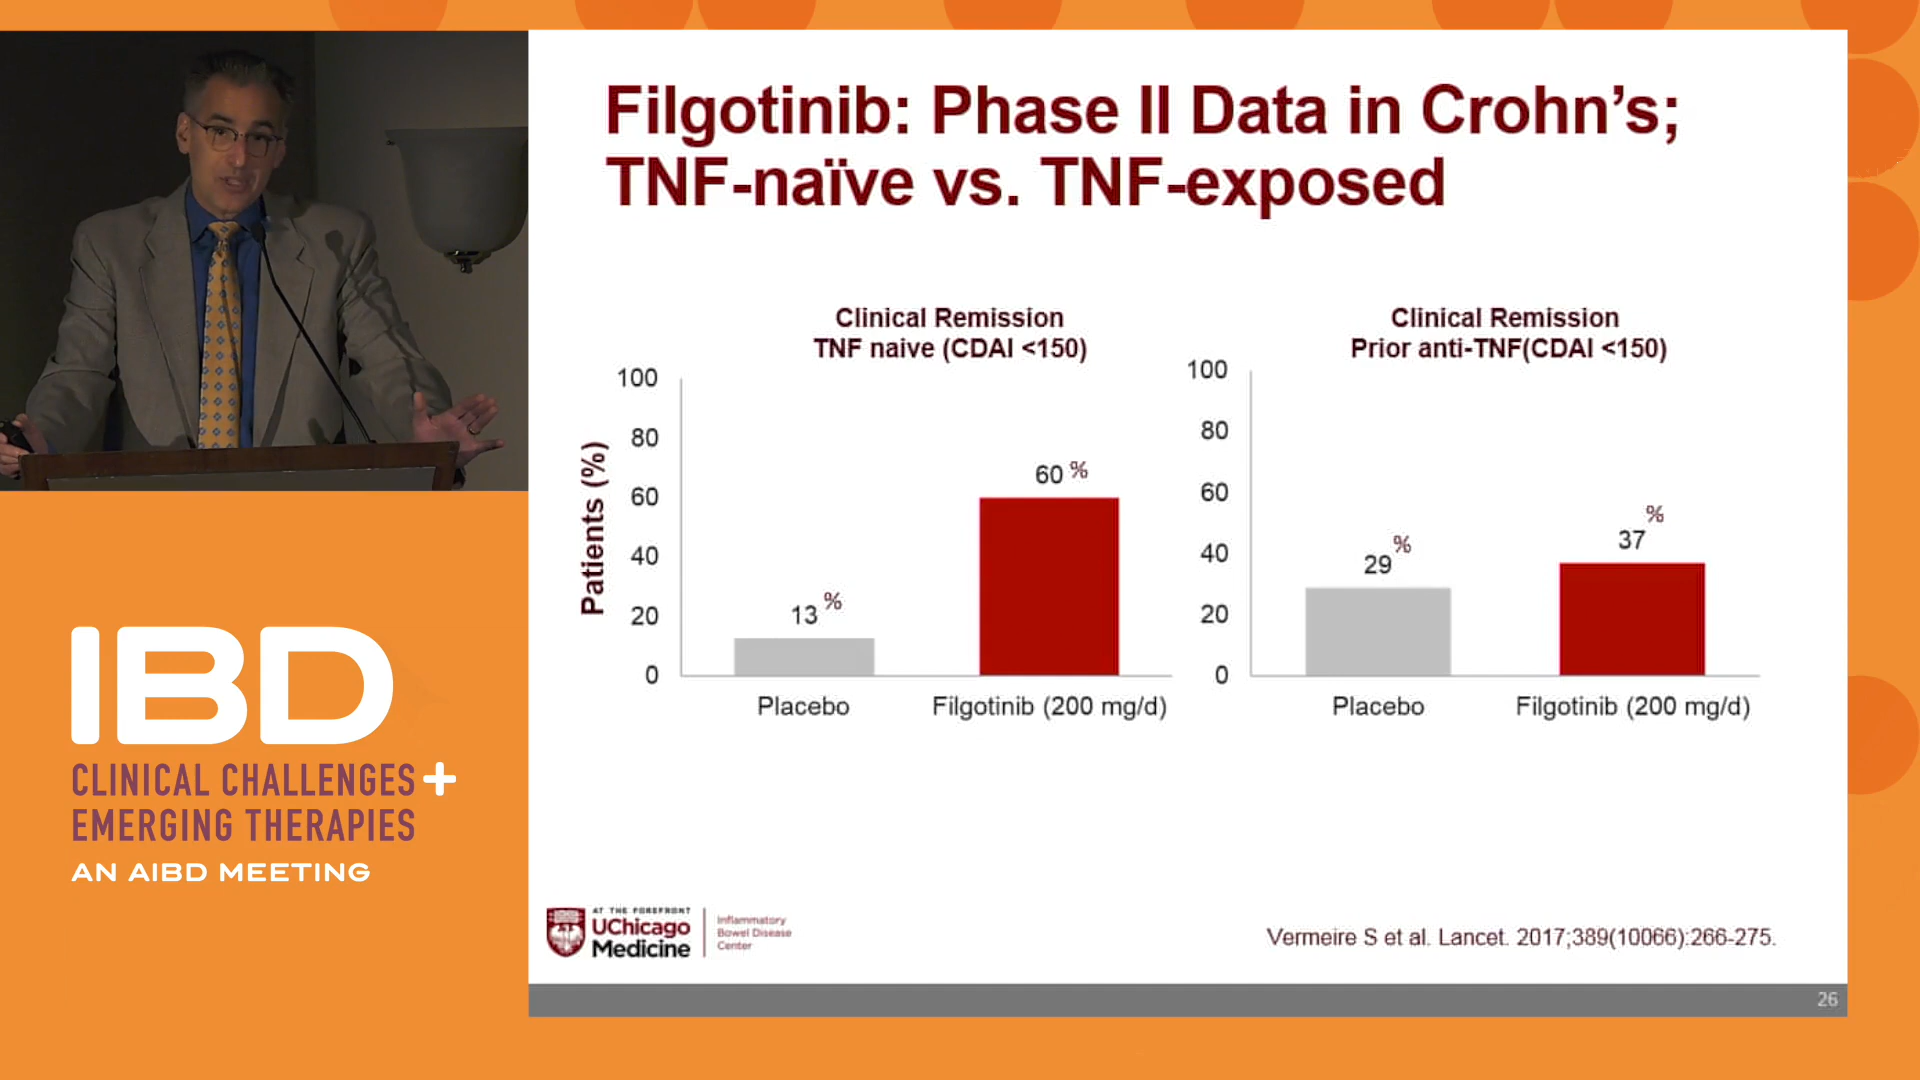 Filgotinib: Phase II Data in Crohn's;
TNF-naïve vs. TNF-exposed
Clinical Remission
TNF naive (CDAI <150)
Patients (%)
100
80
60
40
20
0
13 %
60 %
Placebo
Filgotinib (200 mg/d)
Clinical Remission
Prior anti-TNF(CDAI <150)
100
80
60
40
20
0
29 %
37 %
Placebo
Filgotinib (200 mg/d)
IBD
CLINICAL CHALLENGES +
EMERGING THERAPIES
AN AIBD MEETING
AT THE FOREFRONT
UChicago
Medicine
Inflammatory
Bowel Disease
Center
Vermeire S et al. Lancet. 2017;389(10066):266-275.
26